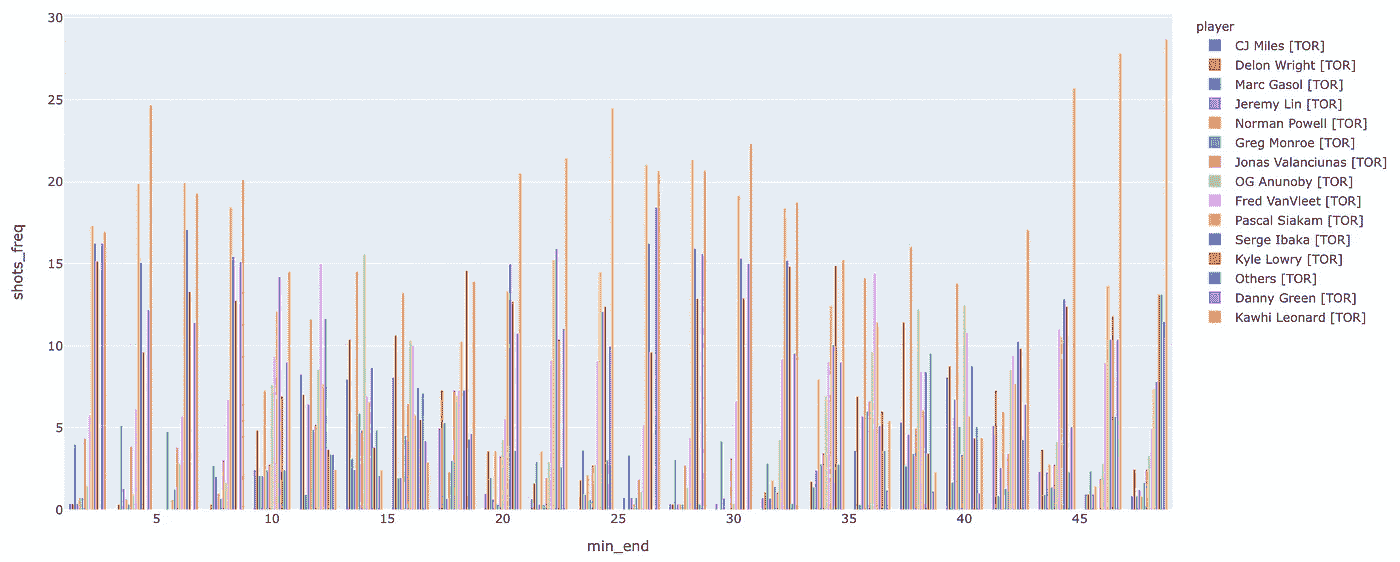 30
25
20
15
10
5
0
shots_freq
5 10 15 20 25 30 35 40 45
min_end
player
CJ Miles [TOR]
Delon Wright [TOR]
Marc Gasol [TOR]
Jeremy Lin [TOR]
Norman Powell [TOR]
Greg Monroe [TOR]
Jonas Valanciunas [TOR]
OG Anunoby [TOR]
Fred VanVleet [TOR]
Pascal Siakam [TOR]
Serge Ibaka [TOR]
Kyle Lowry [TOR]
Others [TOR]
Danny Green [TOR]
Kawhi Leonard [TOR]